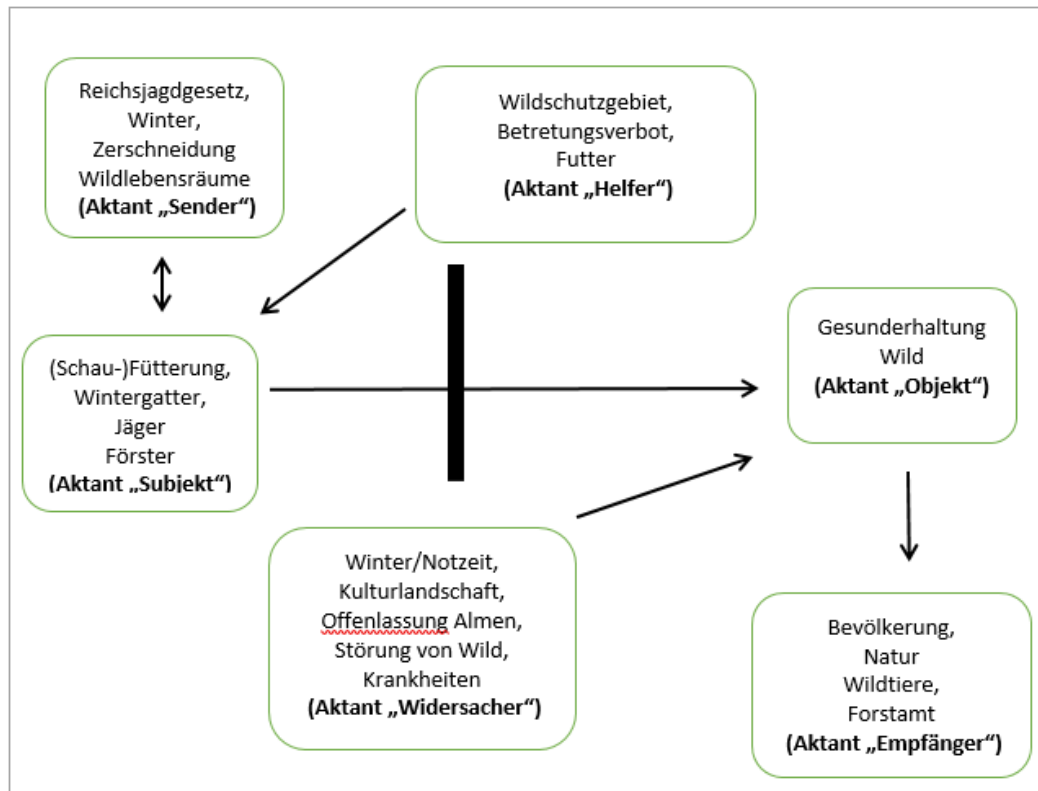 Reichsjagdgesetz,
Winter,
Zerschneidung
Wildlebensräume
(Aktant „Sender“)
Wildschutzgebiet,
Betretungsverbot,
Futter
(Aktant „Helfer“)
(Schau-)Fütterung,
Wintergatter,
Jäger
Förster
(Aktant „Subjekt“)
Gesunderhaltung
Wild
(Aktant „Objekt“)
Winter/Notzeit,
Kulturlandschaft,
Offenlassung Almen,
Störung von Wild,
Krankheiten
(Aktant „Widersacher“)
Bevölkerung,
Natur
Wildtiere,
Forstamt
(Aktant „Empfänger“)